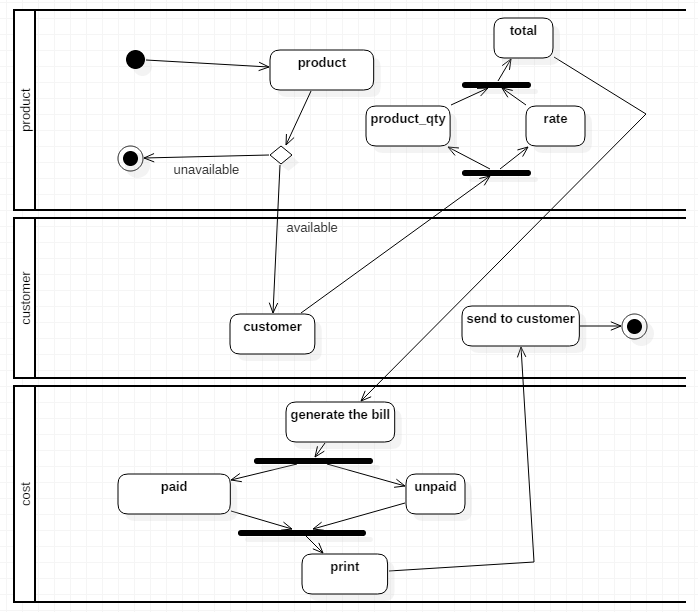 product
total
product
product_qty
rate
unavailable
available
customer
customer
send to customer
cost
generate the bill
paid
unpaid
print